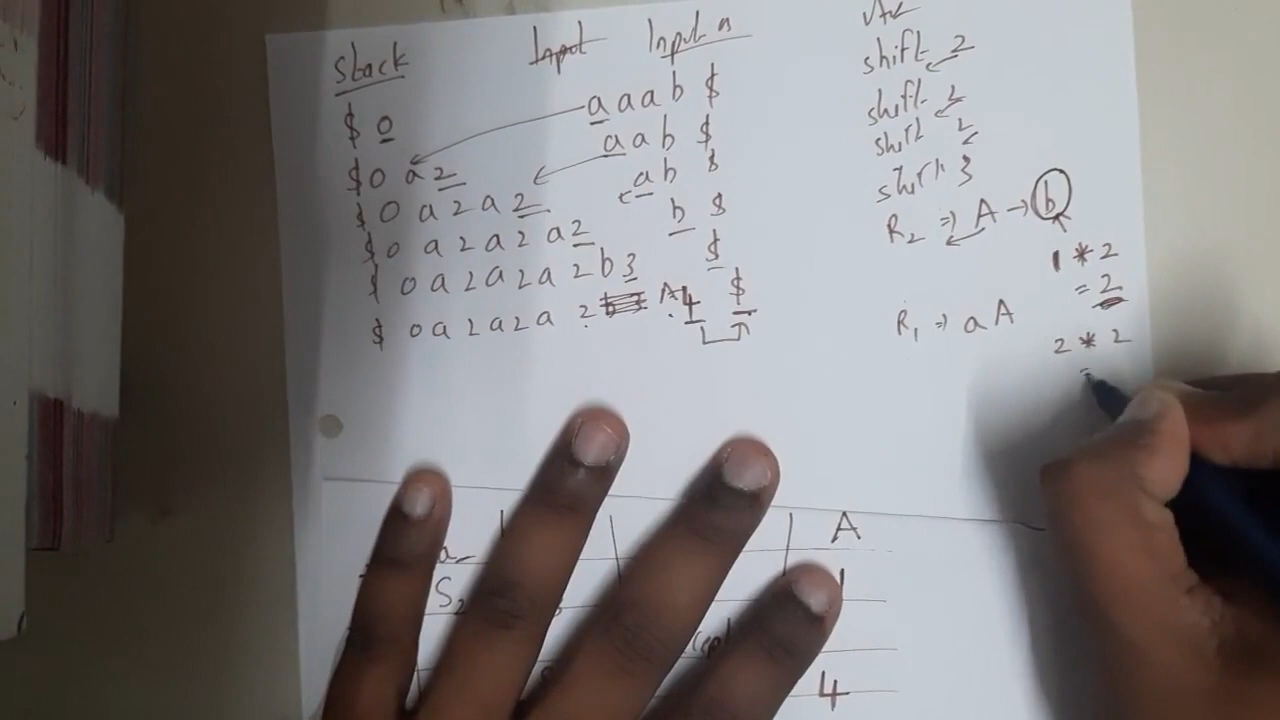 Stack Input Input
$ 0 a a a b $ shift 2
$ 0 a 2 a a b $ shift 2
$ 0 a 2 a 2 a b $ shift 2
$ 0 a 2 a 2 a 2 b $ shift 3
$ 0 a 2 a 2 a 2 b 3 $ R2 ⇒ A → b
$ 0 a 2 a 2 a 2 A 4 $ R1 ⇒ a A
1 * 2
= 2
2 * 2
=
a A
S2 1
4